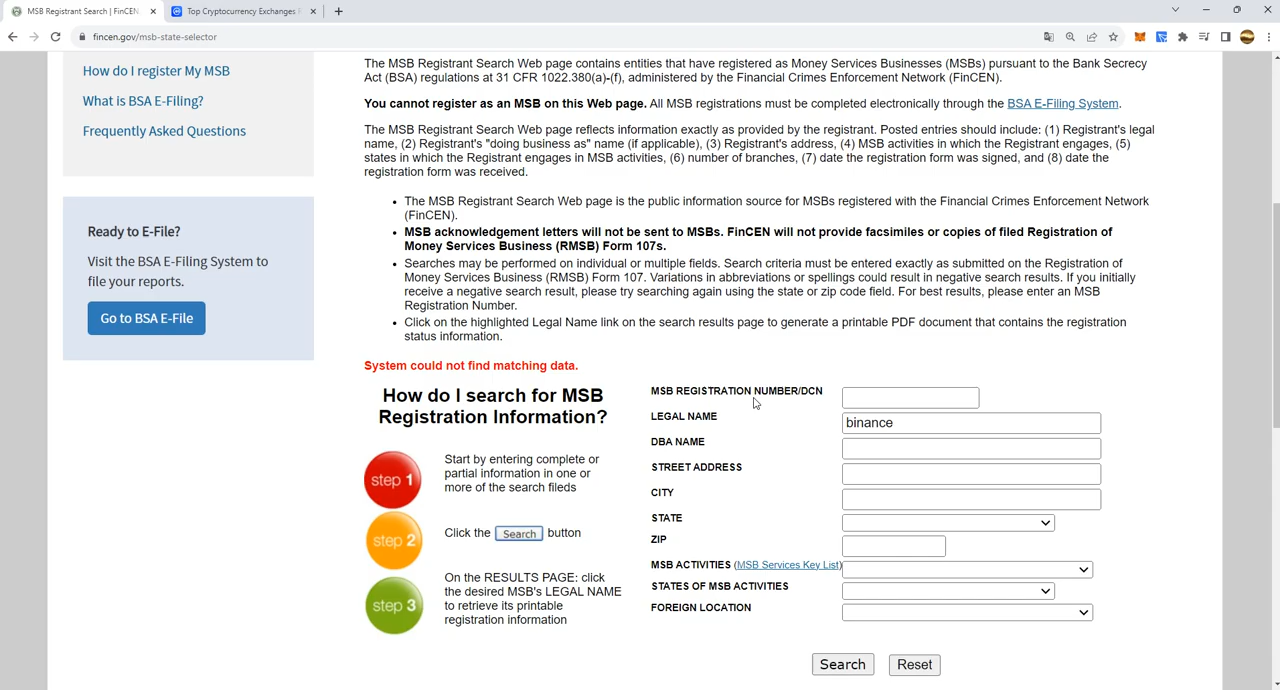 MSB Registrant Search | FinCEN
Top Cryptocurrency Exchanges
fincen.gov/msb-state-selector
How do I register My MSB
What is BSA E-Filing?
Frequently Asked Questions
Ready to E-File?
Visit the BSA E-Filing System to
file your reports.
Go to BSA E-File
The MSB Registrant Search Web page contains entities that have registered as Money Services Businesses (MSBs) pursuant to the Bank Secrecy
Act (BSA) regulations at 31 CFR 1022.380(a)-(f), administered by the Financial Crimes Enforcement Network (FinCEN).
You cannot register as an MSB on this Web page. All MSB registrations must be completed electronically through the BSA E-Filing System.
The MSB Registrant Search Web page reflects information exactly as provided by the registrant. Posted entries should include: (1) Registrant's legal
name, (2) Registrant's "doing business as" name (if applicable), (3) Registrant's address, (4) MSB activities in which the Registrant engages, (5)
states in which the Registrant engages in MSB activities, (6) number of branches, (7) date the registration form was signed, and (8) date the
registration form was received.
• The MSB Registrant Search Web page is the public information source for MSBs registered with the Financial Crimes Enforcement Network
(FinCEN).
• MSB acknowledgement letters will not be sent to MSBs. FinCEN will not provide facsimiles or copies of filed Registration of
Money Services Business (RMSB) Form 107s.
• Searches may be performed on individual or multiple fields. Search criteria must be entered exactly as submitted on the Registration of
Money Services Business (RMSB) Form 107. Variations in abbreviations or spellings could result in negative search results. If you initially
receive a negative search result, please try searching again using the state or zip code field. For best results, please enter an MSB
Registration Number.
• Click on the highlighted Legal Name link on the search results page to generate a printable PDF document that contains the registration
status information.
System could not find matching data.
How do I search for MSB
Registration Information?
step 1
Start by entering complete or
partial information in one or
more of the search fileds
step 2
Click the Search button
step 3
On the RESULTS PAGE: click
the desired MSB's LEGAL NAME
to retrieve its printable
registration information
MSB REGISTRATION NUMBER/DCN
LEGAL NAME binance
DBA NAME
STREET ADDRESS
CITY
STATE
ZIP
MSB ACTIVITIES (MSB Services Key List)
STATES OF MSB ACTIVITIES
FOREIGN LOCATION
Search Reset